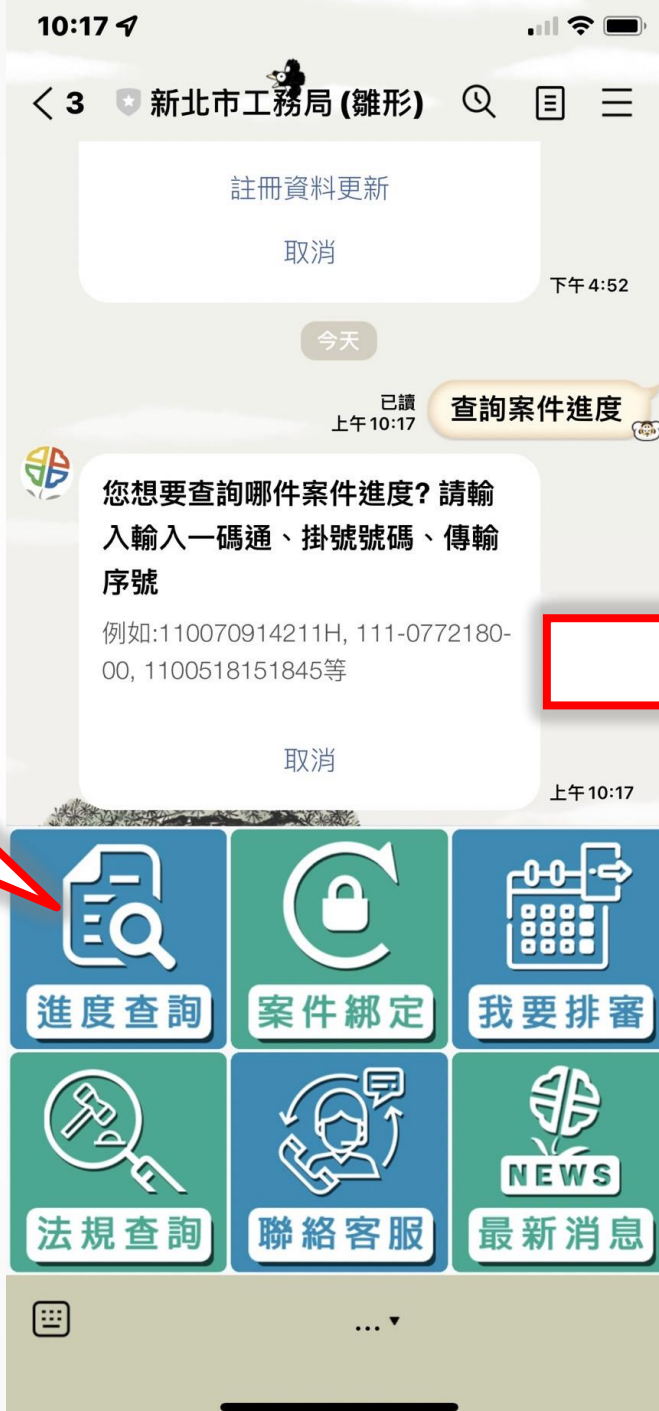 10:17
3 新北市工務局 (雛形)
註冊資料更新
取消
下午 4:52
今天
已讀
上午 10:17
查詢案件進度
您想要查詢哪件案件進度? 請輸
入輸入一碼通、掛號號碼、傳輸
序號
例如:110070914211H, 111-0772180-
00, 1100518151845等
取消
上午 10:17
進度查詢
案件綁定
我要排審
法規查詢
聯絡客服
NEWS
最新消息
... ▼